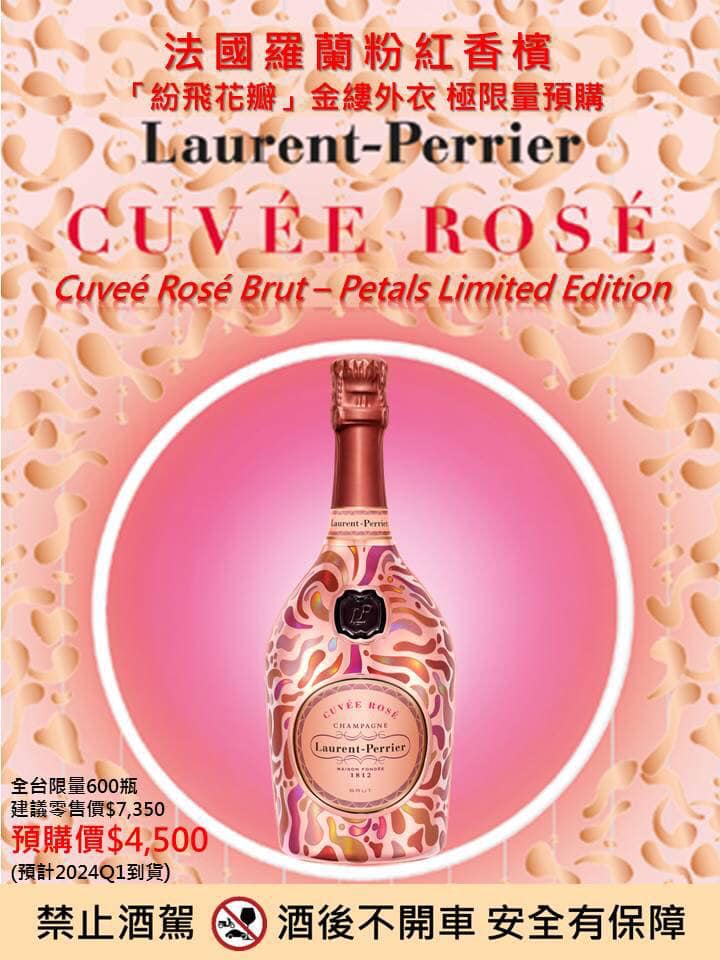 法國羅蘭粉紅香檳
「紛飛花瓣」金縷外衣 極限量預購
Laurent-Perrier
CUVÉE ROSÉ
Cuveé Rosé Brut – Petals Limited Edition
Laurent-Perrier
LP
CUVÉE ROSÉ
CHAMPAGNE
Laurent-Perrier
MAISON FONDÉE
1812
BRUT
全台限量600瓶
建議零售價$7,350
預購價$4,500
(預計2024Q1到貨)
禁止酒駕 酒後不開車 安全有保障